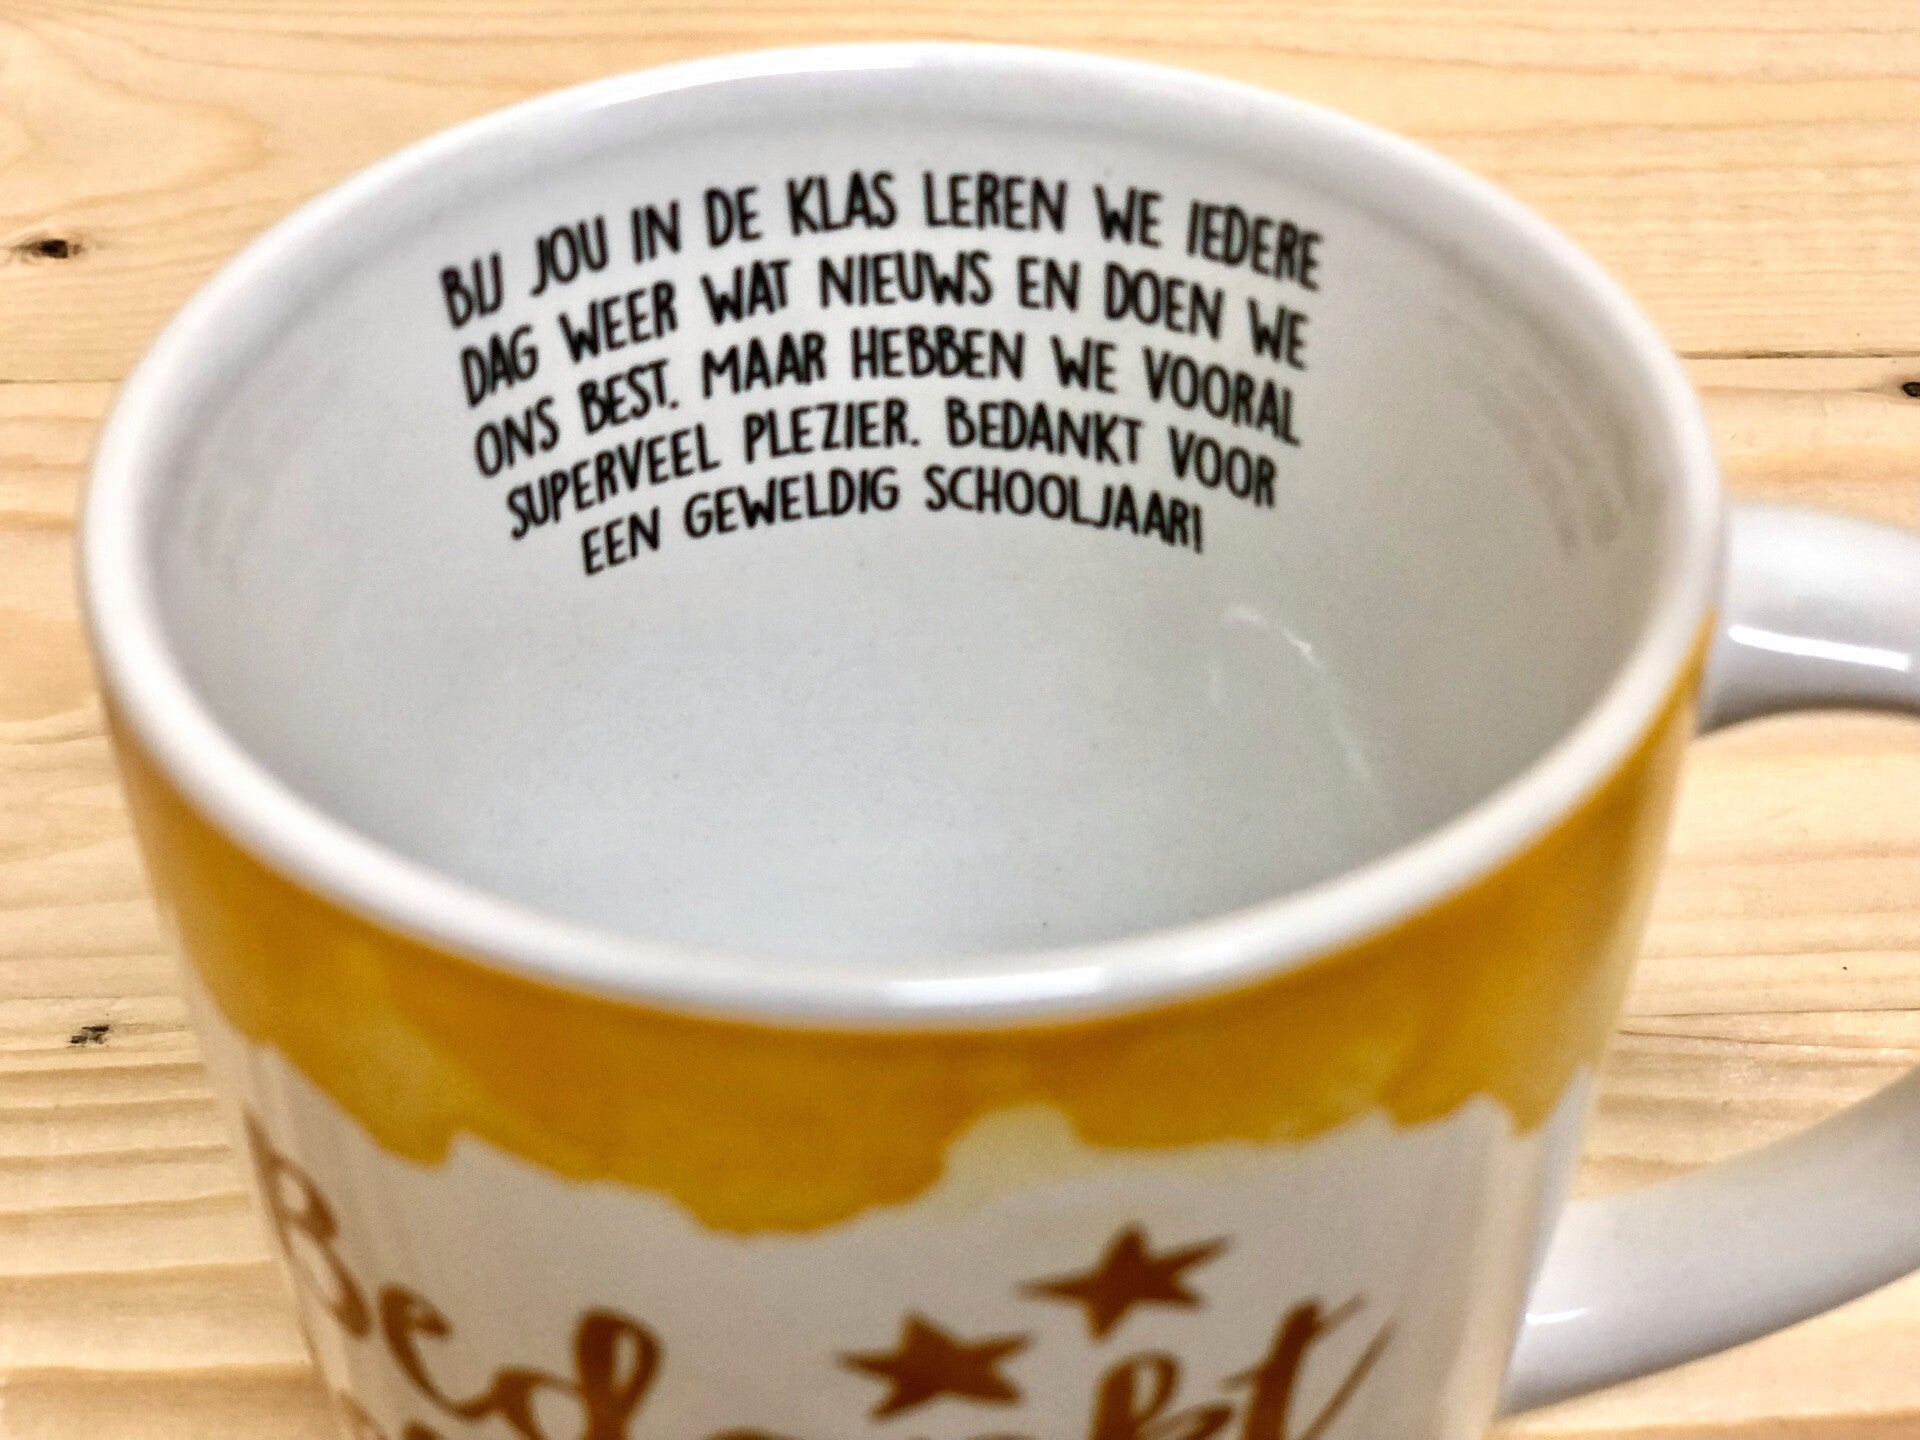 BIJ JOU IN DE KLAS LEREN WE IEDERE
DAG WEER WAT NIEUWS EN DOEN WE
ONS BEST. MAAR HEBBEN WE VOORAL
SUPERVEEL PLEZIER. BEDANKT VOOR
EEN GEWELDIG SCHOOLJAAR!
Bedankt